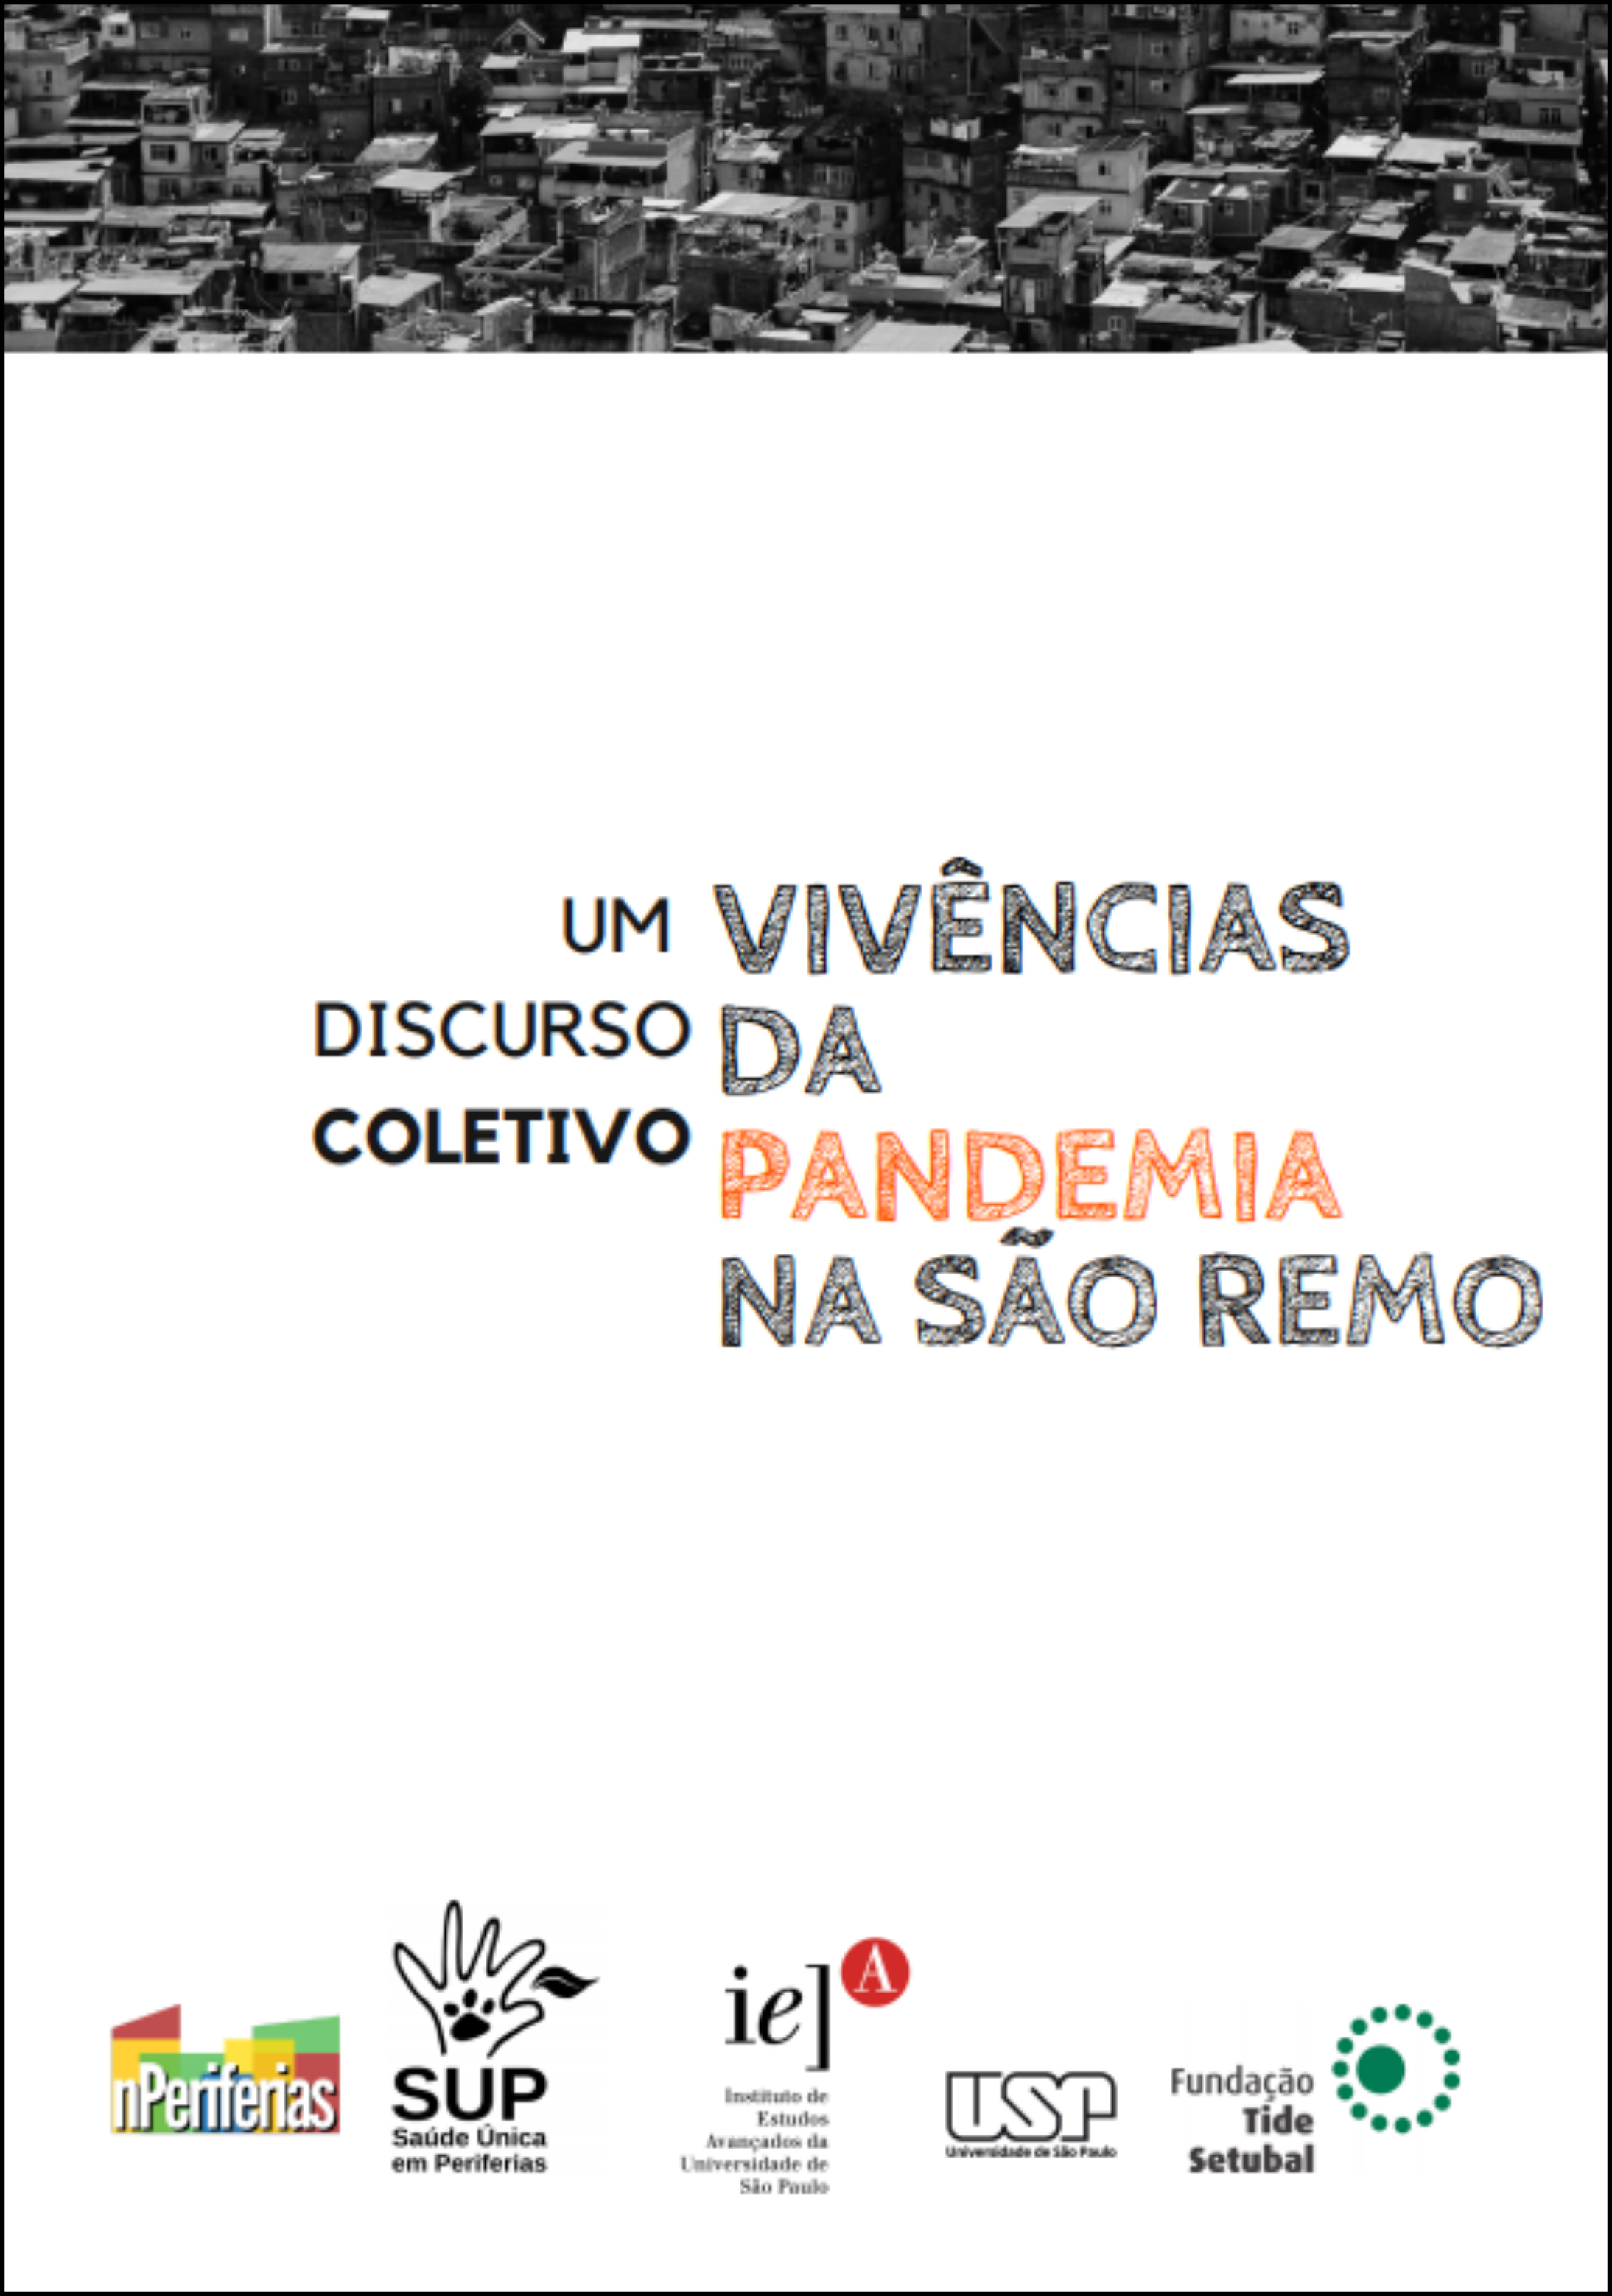 UM
DISCURSO
COLETIVO
VIVÊNCIAS
DA
PANDEMIA
NA SÃO REMO
nPeriferias
SUP
Saúde Única
em Periferias
ie]A
Instituto de
Estudos
Avançados da
Universidade de
São Paulo
USP
Universidade de São Paulo
Fundação
Tide
Setubal